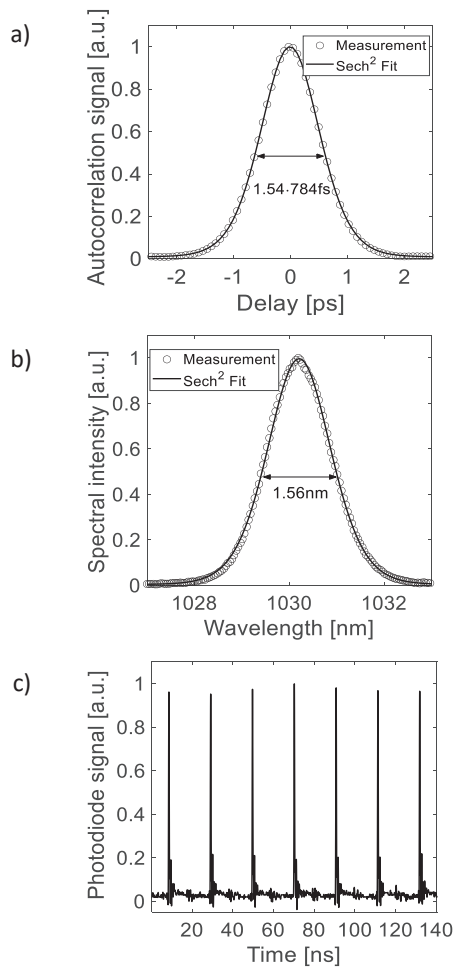 a)
Autocorrelation signal [a.u.]
1
0.8
0.6
0.4
0.2
0
Measurement
Sech² Fit
1.54·784fs
-2 -1 0 1 2
Delay [ps]
b)
Spectral intensity [a.u.]
1
0.8
0.6
0.4
0.2
0
Measurement
Sech² Fit
1.56nm
1028 1030 1032
Wavelength [nm]
c)
Photodiode signal [a.u.]
1
0.8
0.6
0.4
0.2
0
20 40 60 80 100 120 140
Time [ns]